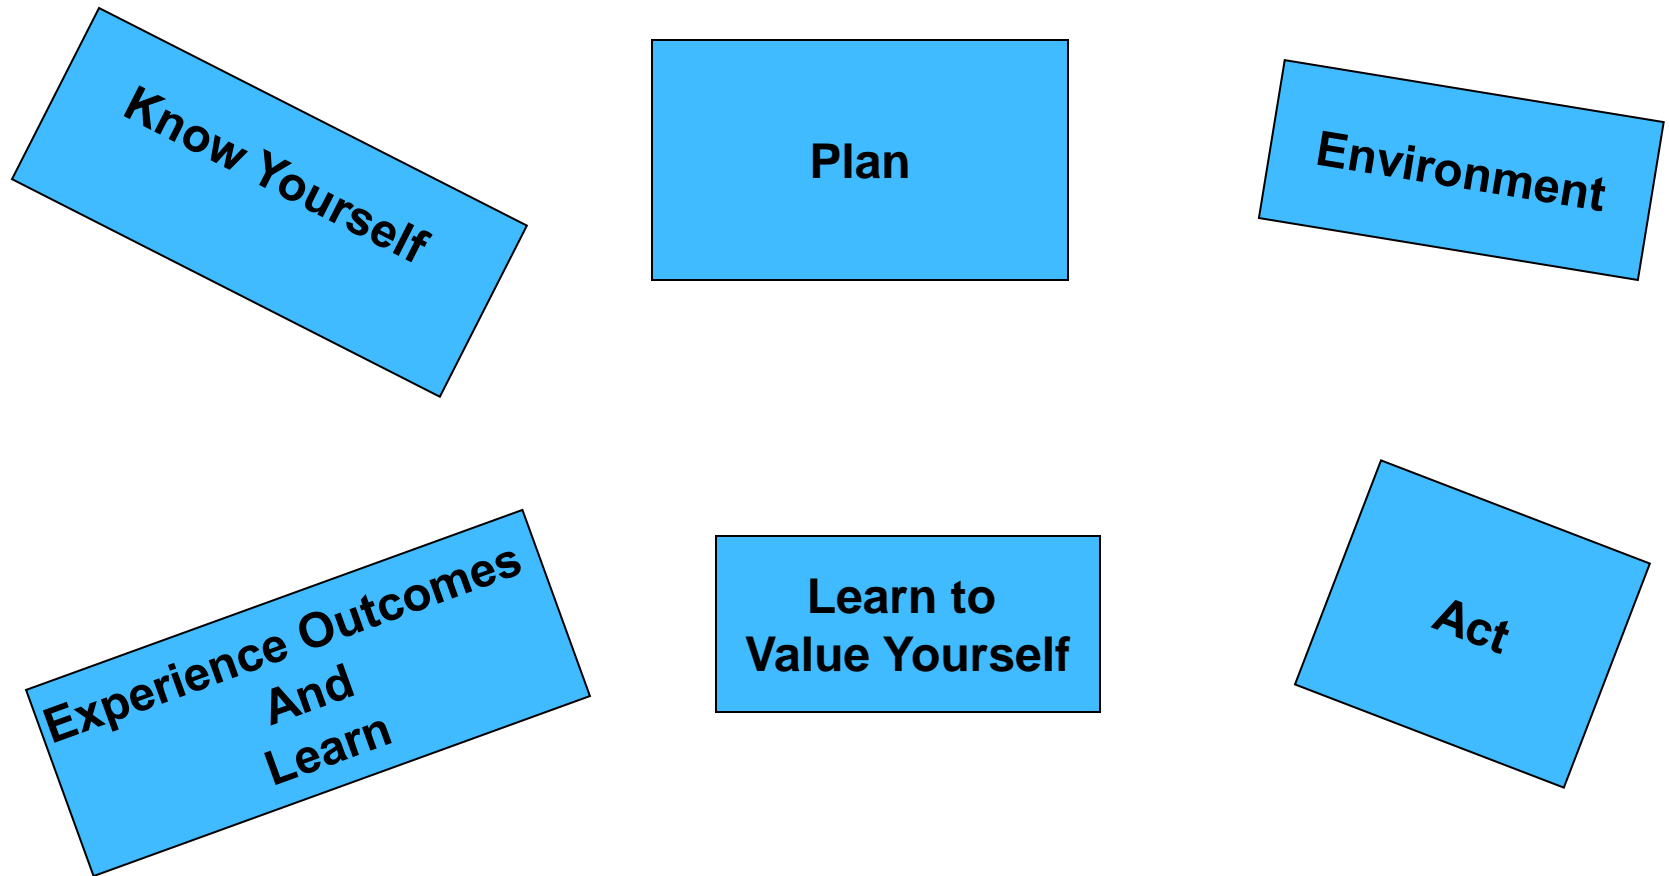 Know Yourself
Plan
Environment
Experience Outcomes
And
Learn
Learn to
Value Yourself
Act